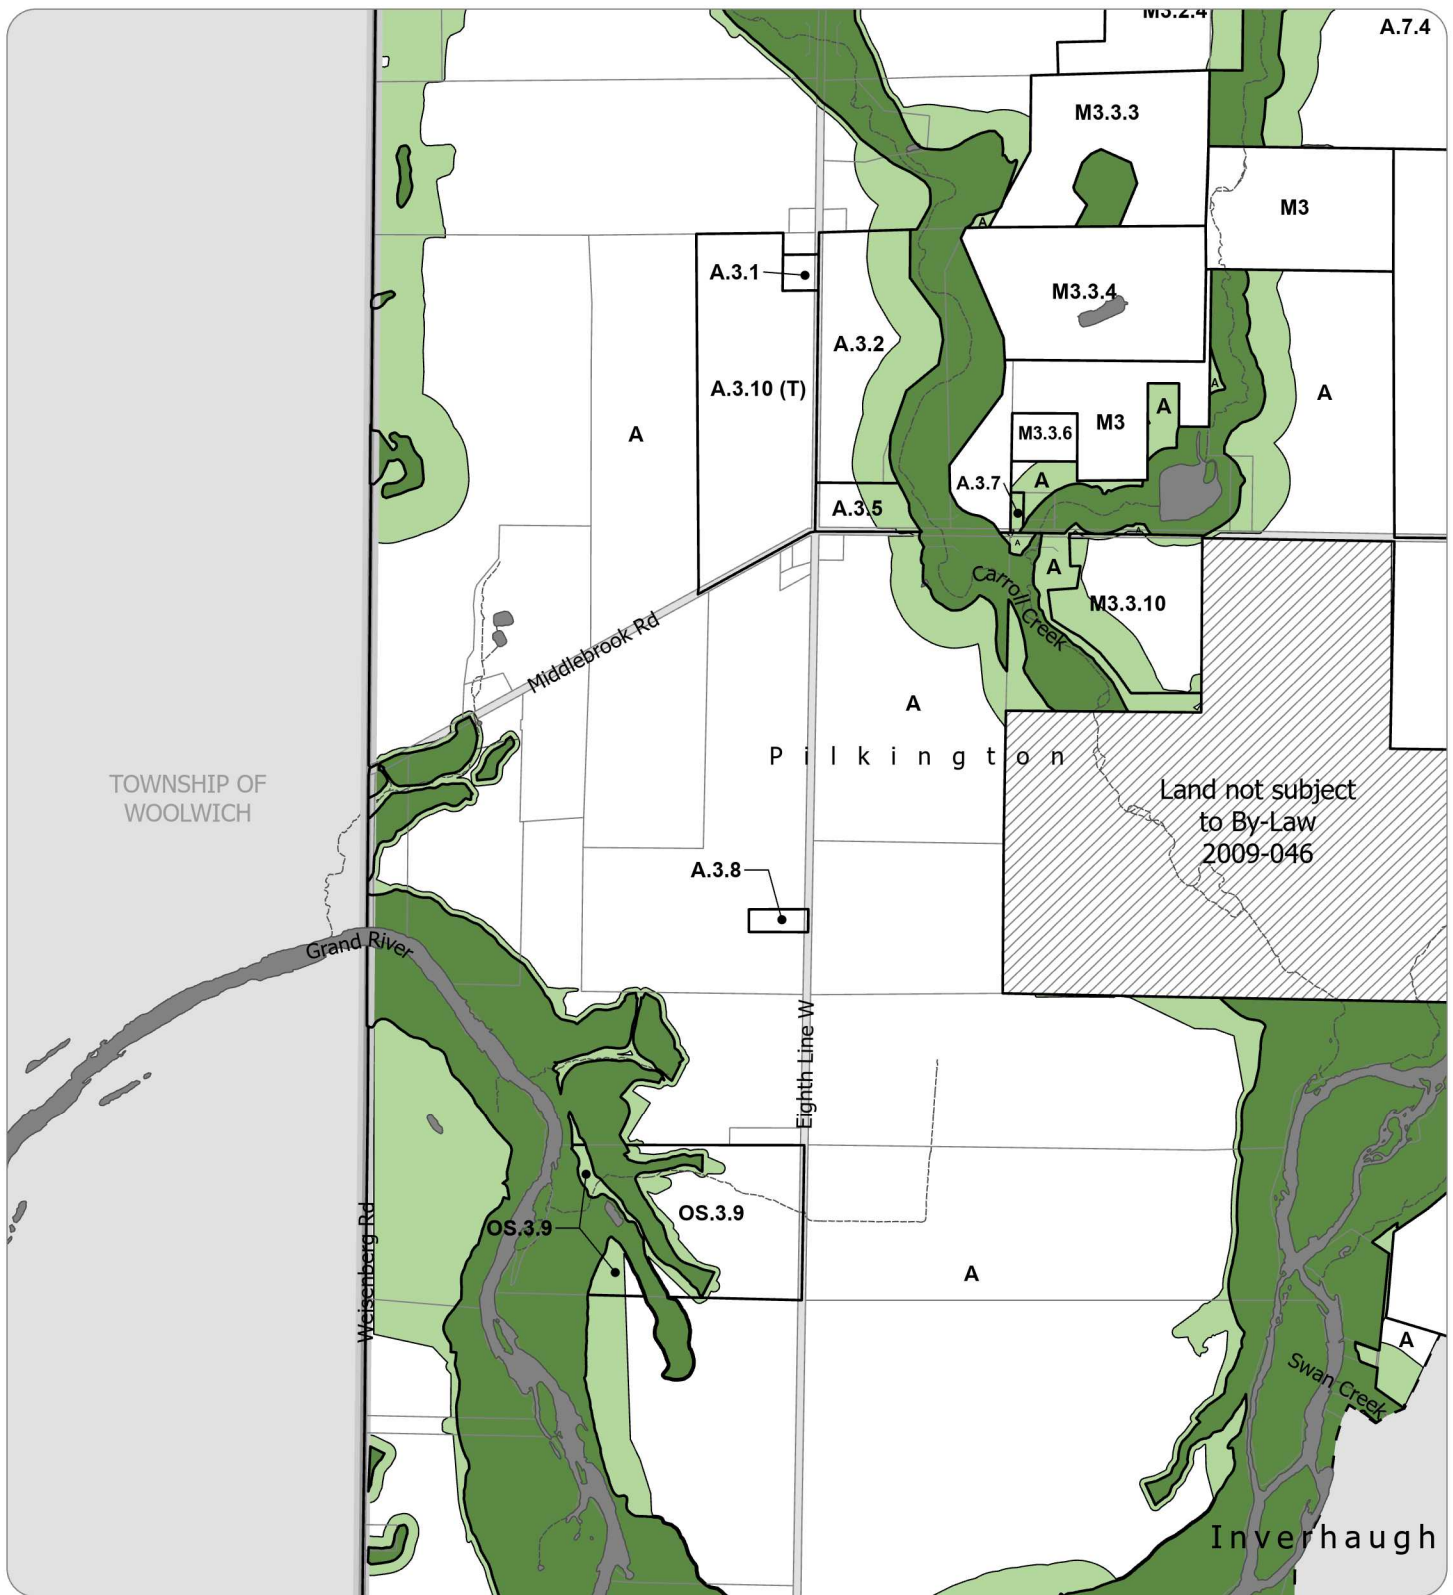 M3.2.4
A.7.4
M3.3.3
M3
A
A.3.1
M3.3.4
A.3.2
A.3.10 (T)
A
A
A
M3
A
M3.3.6
A
A.3.7
A.3.5
A
A
A
Carroll Creek
M3.3.10
Middlebrook Rd
A
Pilkington
TOWNSHIP OF
WOOLWICH
Land not subject
to By-Law
2009-046
A.3.8
Grand River
Eighth Line W
OS.3.9
OS.3.9
Weisenberg Rd
A
A
Swan Creek
Inverhaugh